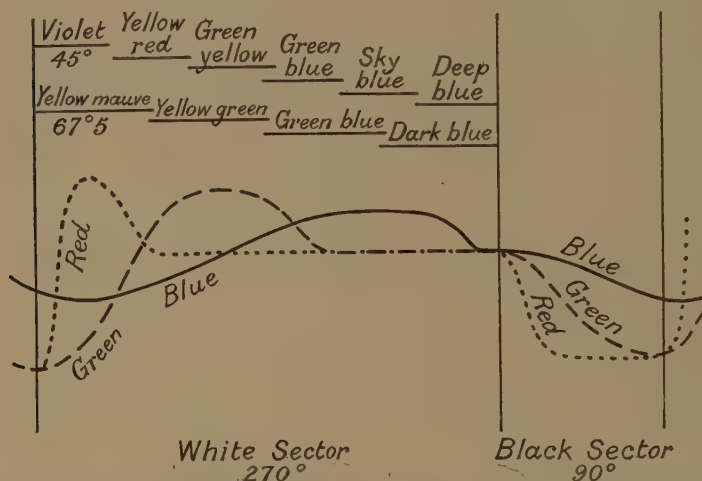 Violet
45°
Yellow
red
Green
yellow
Green
blue
Sky
blue
Deep
blue
Yellow mauve
67°5
Yellow green
Green blue
Dark blue
Red
Green
Blue
Blue
Green
Red
White Sector
270°
Black Sector
90°